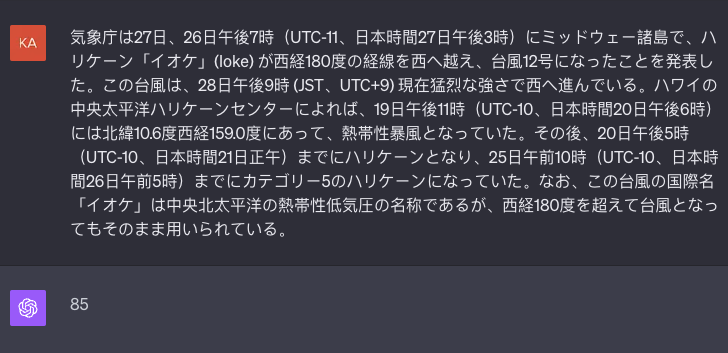 KA
気象庁は27日、26日午後7時（UTC-11、日本時間27日午後3時）にミッドウェー諸島で、ハ
リケーン「イオケ」(Ioke) が西経180度の経線を西へ越え、台風12号になったことを発表し
た。この台風は、28日午後9時 (JST、UTC+9) 現在猛烈な強さで西へ進んでいる。ハワイの
中央太平洋ハリケーンセンターによれば、19日午後11時（UTC-10、日本時間20日午後6時）
には北緯10.6度西経159.0度にあって、熱帯性暴風となっていた。その後、20日午後5時
（UTC-10、日本時間21日正午）までにハリケーンとなり、25日午前10時（UTC-10、日本時
間26日午前5時）までにカテゴリー5のハリケーンになっていた。なお、この台風の国際名
「イオケ」は中央北太平洋の熱帯性低気圧の名称であるが、西経180度を超えて台風となっ
てもそのまま用いられている。
85